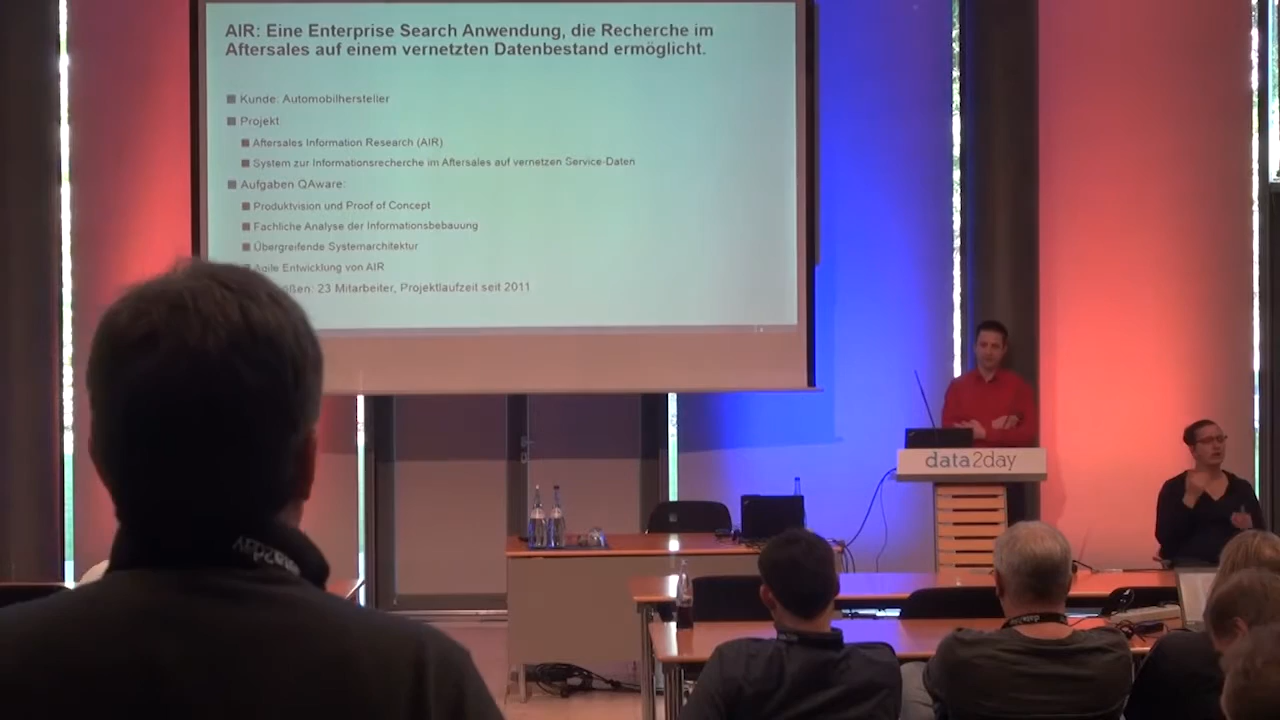 AIR: Eine Enterprise Search Anwendung, die Recherche im
Aftersales auf einem vernetzten Datenbestand ermöglicht.
Kunde: Automobilhersteller
Projekt
Aftersales Information Research (AIR)
System zur Informationsrecherche im Aftersales auf vernetzen Service-Daten
Aufgaben QAware:
Produktvision und Proof of Concept
Fachliche Analyse der Informationsbebauung
Übergreifende Systemarchitektur
Agile Entwicklung von AIR
23 Mitarbeiter, Projektlaufzeit seit 2011
data2day